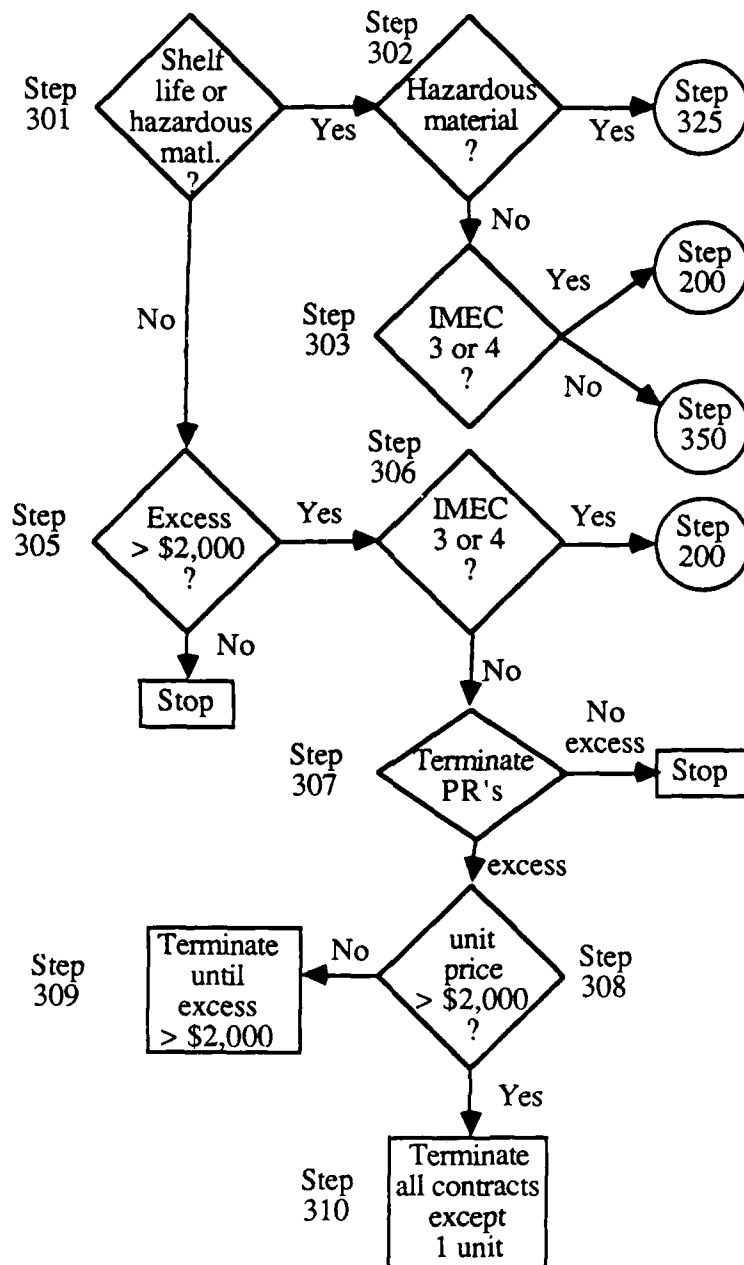 Step
301
Shelf
life or
hazardous
matl.
?
Yes
Step
302
Hazardous
material
?
Yes
Step
325
No
No
Step
303
IMEC
3 or 4
?
Yes
Step
200
No
Step
350
Step
305
Excess
> $2,000
?
Yes
Step
306
IMEC
3 or 4
?
Yes
Step
200
No
Stop
No
Step
307
Terminate
PR's
No
excess
Stop
excess
Step
308
unit
price
> $2,000
?
No
Step
309
Terminate
until
excess
> $2,000
Yes
Step
310
Terminate
all contracts
except
1 unit